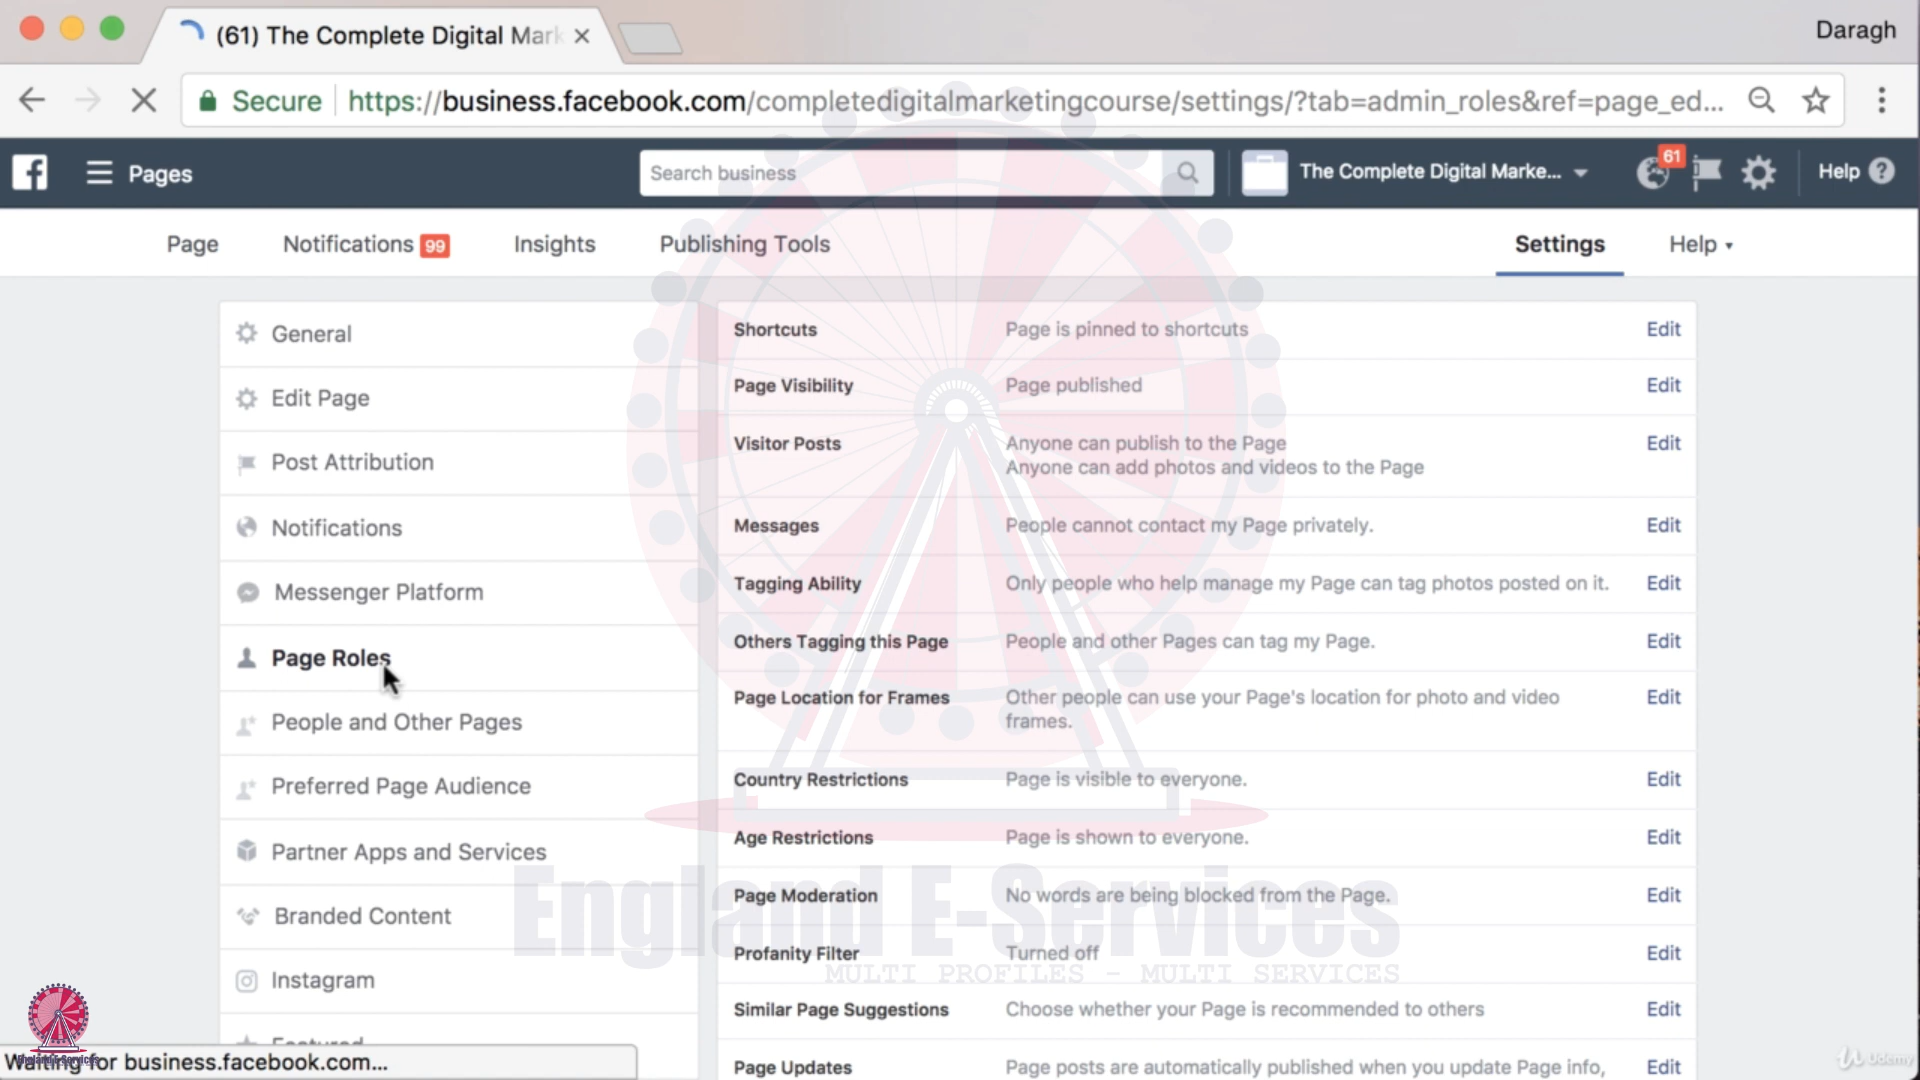 (61) The Complete Digital Mark
Daragh
Secure https://business.facebook.com/completedigitalmarketingcourse/settings/?tab=admin_roles&ref=page_ed...
Pages
Search business
The Complete Digital Marke...
61
Help
Page
Notifications 99
Insights
Publishing Tools
Settings
Help
General
Edit Page
Post Attribution
Notifications
Messenger Platform
Page Roles
People and Other Pages
Preferred Page Audience
Partner Apps and Services
Branded Content
Instagram
Featured
Shortcuts Page is pinned to shortcuts Edit
Page Visibility Page published Edit
Visitor Posts Anyone can publish to the Page Edit
Anyone can add photos and videos to the Page
Messages People cannot contact my Page privately. Edit
Tagging Ability Only people who help manage my Page can tag photos posted on it. Edit
Others Tagging this Page People and other Pages can tag my Page. Edit
Page Location for Frames Other people can use your Page's location for photo and video Edit
frames.
Country Restrictions Page is visible to everyone. Edit
Age Restrictions Page is shown to everyone. Edit
Page Moderation No words are being blocked from the Page. Edit
Profanity Filter Turned off Edit
Similar Page Suggestions Choose whether your Page is recommended to others Edit
Page Updates Page posts are automatically published when you update Page info, Edit
England E-Services
MULTI PROFILES - MULTI SERVICES
England E-Services
Waiting for business.facebook.com...
Udemy